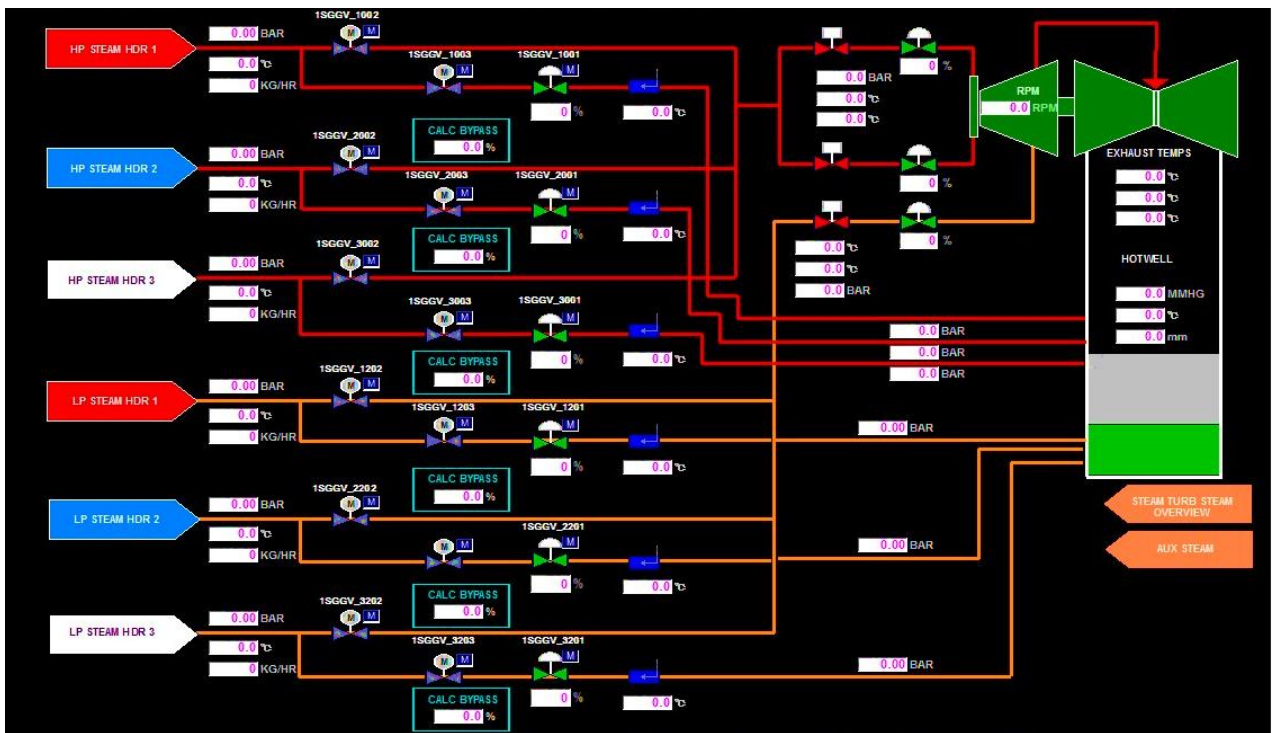 1SGGV_1002
0.00 BAR
M M
HP STEAM HDR 1
1SGGV_1003 1SGGV_1001
0.0 °C
M M M
0 KG/HR
0 % 0.0 °C
CALC BYPASS
0.0 %
0 %
0.0 BAR
0.0 °C
0.0 °C
RPM
0.0 RPM
1SGGV_2002
0.00 BAR
M M
HP STEAM HDR 2
1SGGV_2003 1SGGV_2001
0.0 °C
M M M
0 KG/HR
0 % 0.0 °C
CALC BYPASS
0.0 %
0 %
EXHAUST TEMPS
0.0 °C
0.0 °C
0.0 °C
1SGGV_3002
0.00 BAR
M M
HP STEAM HDR 3
1SGGV_3003 1SGGV_3001
0.0 °C
M M
0 KG/HR
0 % 0.0 °C
CALC BYPASS
0.0 %
0 %
0.0 °C
0.0 °C
0.0 BAR
HOTWELL
0.0 MMHG
0.0 °C
0.0 mm
0.0 BAR
0.0 BAR
0.0 BAR
1SGGV_1202
0.00 BAR
M M
LP STEAM HDR 1
1SGGV_1203 1SGGV_1201
0.0 °C
M M M
0 KG/HR
0 % 0.0 °C
0.00 BAR
CALC BYPASS
0.0 %
1SGGV_2202
0.00 BAR
M M
LP STEAM HDR 2
1SGGV_2201
0.0 °C
M M M
0 KG/HR
0 % 0.0 °C
0.00 BAR
CALC BYPASS
0.0 %
STEAM TURB STEAM
OVERVIEW
AUX STEAM
1SGGV_3202
0.00 BAR
M M
LP STEAM HDR 3
1SGGV_3203 1SGGV_3201
0.0 °C
M M M
0 KG/HR
0 % 0.0 °C
0.00 BAR
CALC BYPASS
0.0 %